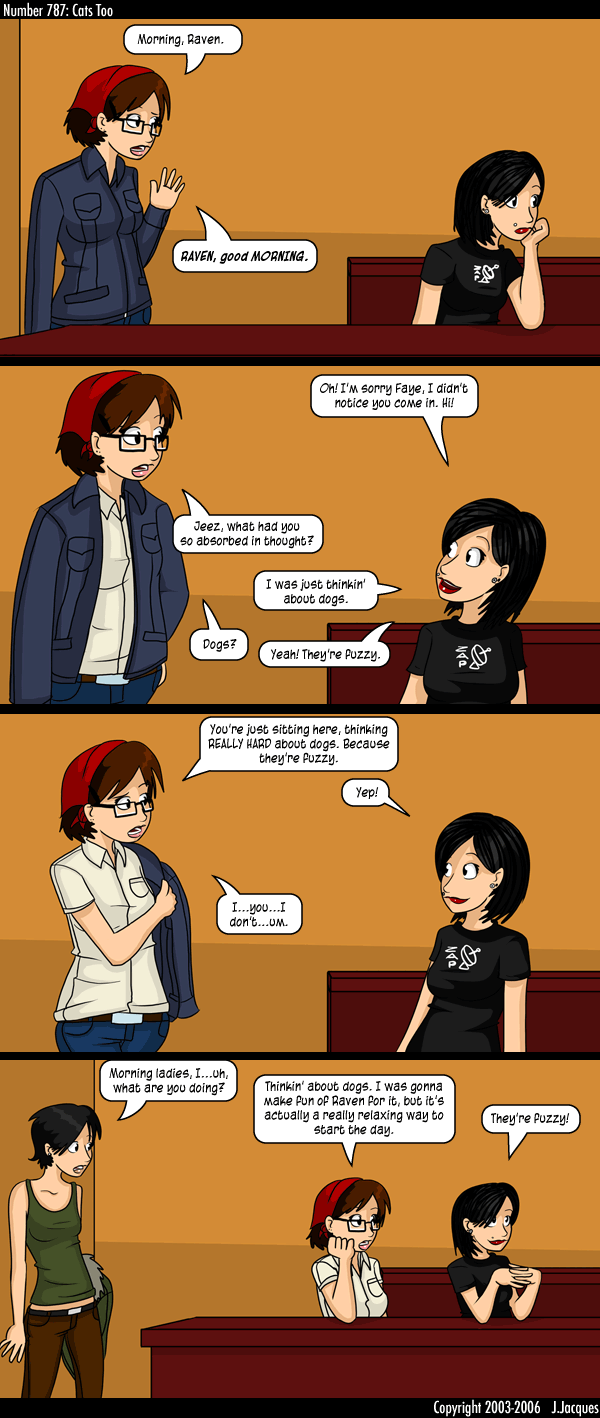 Number 787: Cats Too
Morning, Raven.
RAVEN, good MORNING.
ZAP
Oh! I'm sorry Faye, I didn't
notice you come in. Hi!
Jeez, what had you
so absorbed in thought?
I was just thinkin'
about dogs.
Dogs?
Yeah! They're fuzzy.
ZAP
You're just sitting here, thinking
REALLY HARD about dogs. Because
they're fuzzy.
Yep!
I...you...I
don't...um.
ZAP
Morning ladies, I...uh,
what are you doing?
Thinkin' about dogs. I was gonna
make fun of Raven for it, but it's
actually a really relaxing way to
start the day.
They're fuzzy!
Copyright 2003-2006 J.Jacques